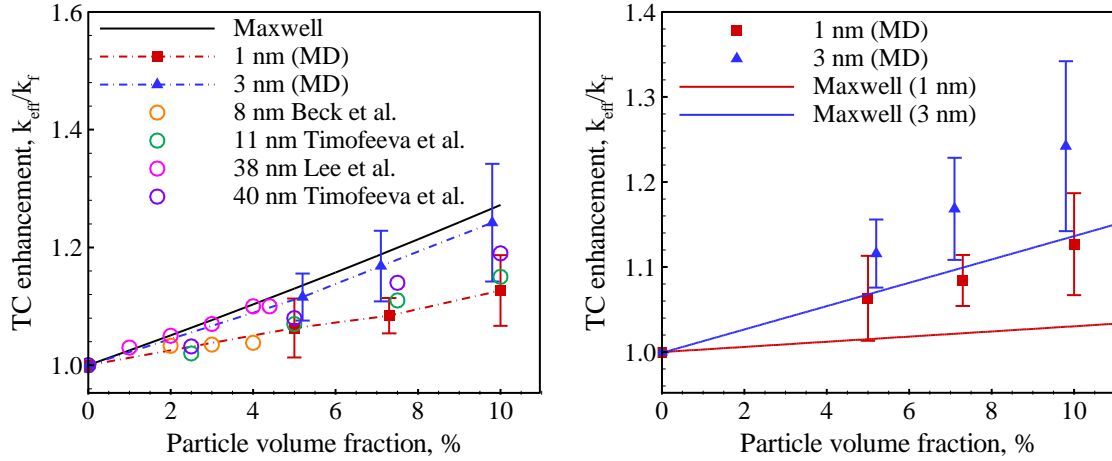 TC enhancement, k_eff/k_f
1.6
1.4
1.2
1.0
Maxwell
1 nm (MD)
3 nm (MD)
8 nm Beck et al.
11 nm Timofeeva et al.
38 nm Lee et al.
40 nm Timofeeva et al.
0 2 4 6 8 10
Particle volume fraction, %
TC enhancement, k_eff/k_f
1.4
1.3
1.2
1.1
1.0
1 nm (MD)
3 nm (MD)
Maxwell (1 nm)
Maxwell (3 nm)
0 2 4 6 8 10
Particle volume fraction, %